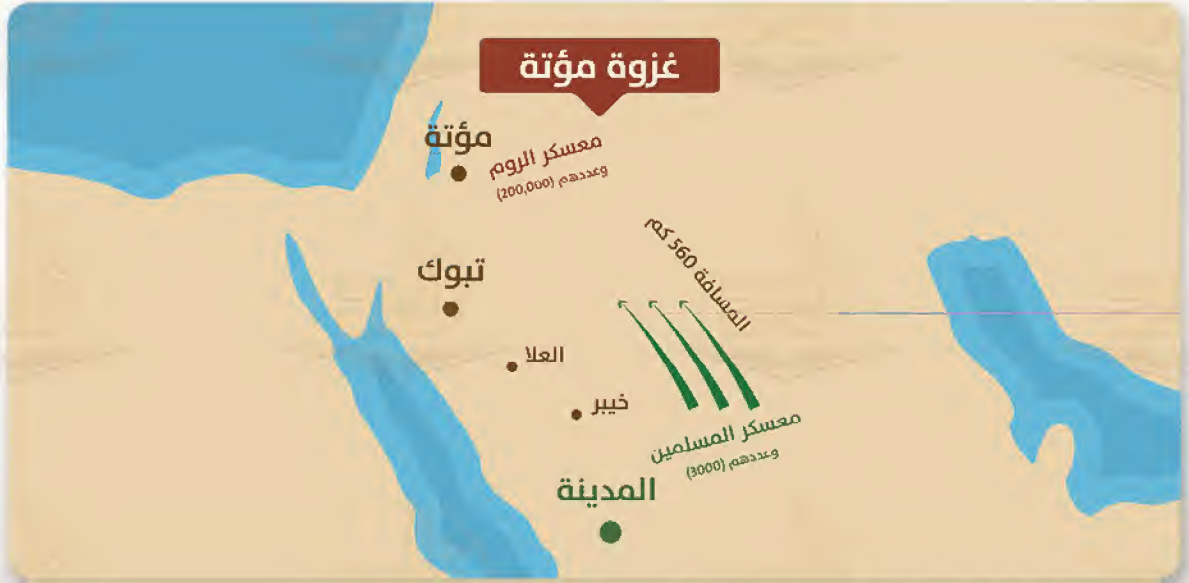 غزوة مؤتة
مؤتة
معسكر الروم
وعددهم (200,000)
المسافة 560 كم
تبوك
العلا
خيبر
معسكر المسلمين
وعددهم (3000)
المدينة